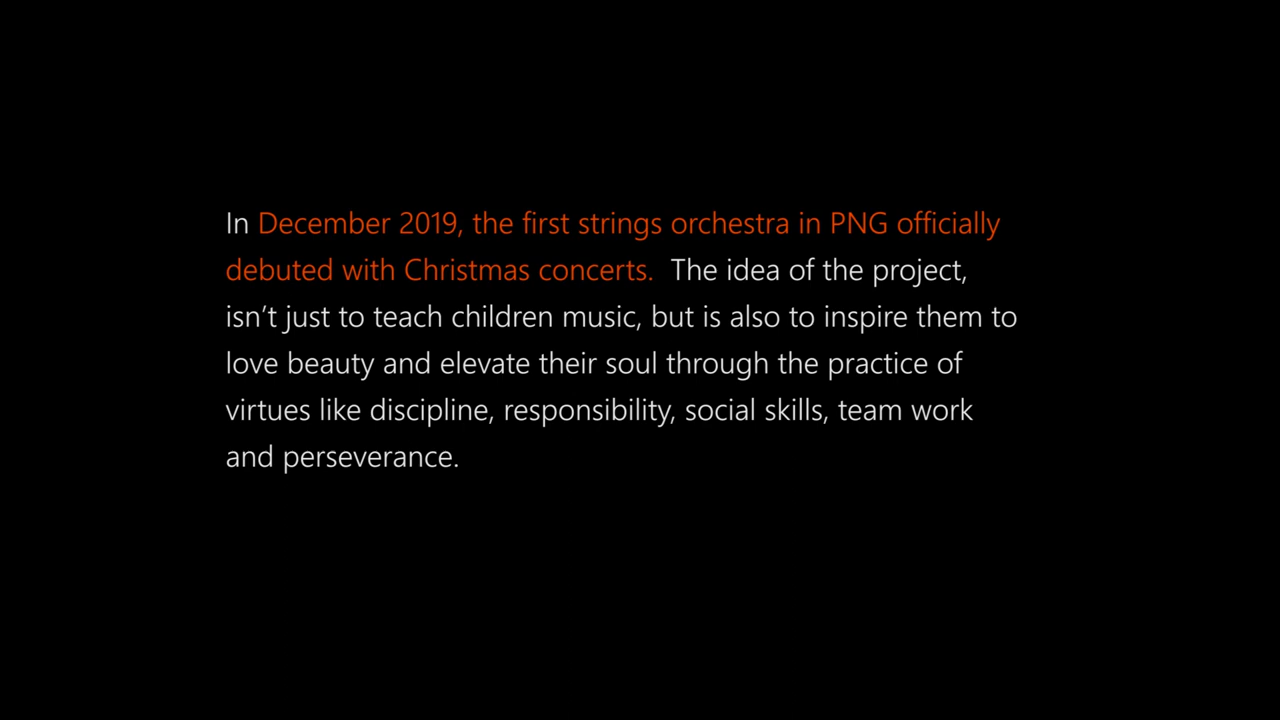 In December 2019, the first strings orchestra in PNG officially
debuted with Christmas concerts.  The idea of the project,
isn’t just to teach children music, but is also to inspire them to
love beauty and elevate their soul through the practice of
virtues like discipline, responsibility, social skills, team work
and perseverance.